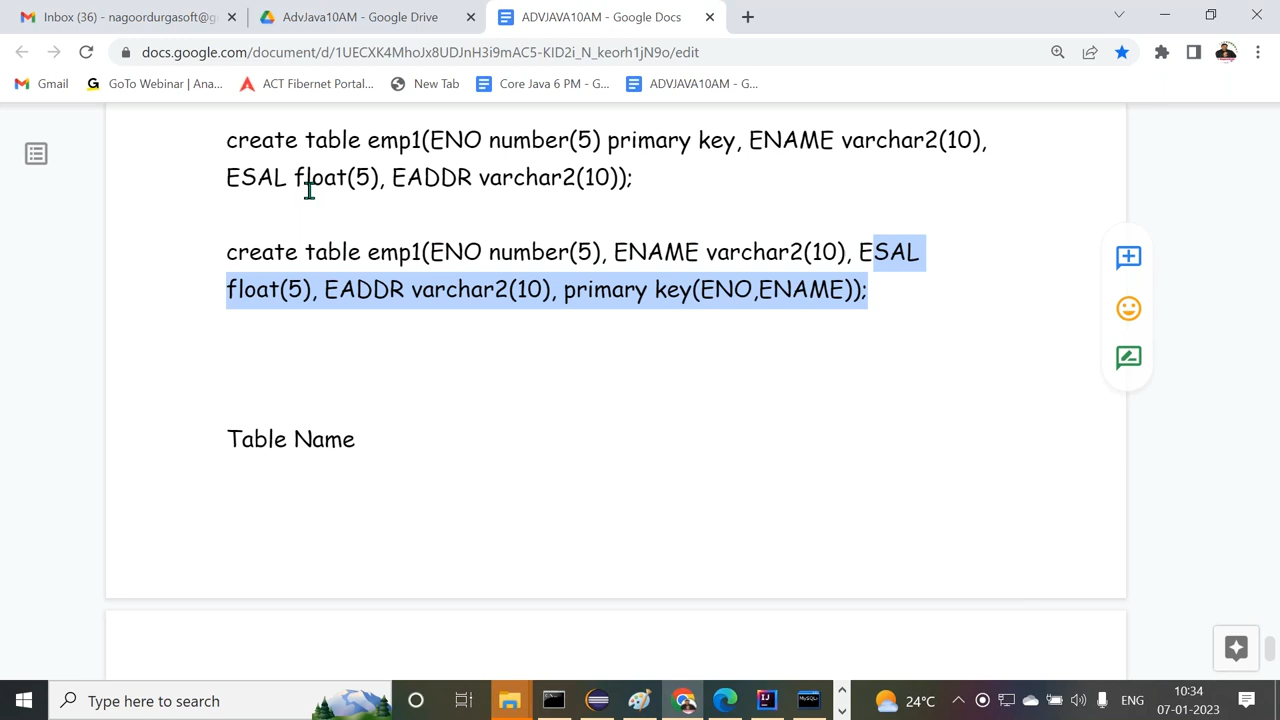 Inbox (36) - nagoordurgasoft@g
AdvJava10AM - Google Drive
ADVJAVA10AM - Google Docs
docs.google.com/document/d/1UECXK4MhoJx8UDJnH3i9mAC5-KID2i_N_keorh1jN9o/edit
Gmail
GoTo Webinar | Ana...
ACT Fibernet Portal...
New Tab
Core Java 6 PM - G...
ADVJAVA10AM - G...
create table emp1(ENO number(5) primary key, ENAME varchar2(10),
ESAL float(5), EADDR varchar2(10));
create table emp1(ENO number(5), ENAME varchar2(10), ESAL
float(5), EADDR varchar2(10), primary key(ENO,ENAME));
Table Name
Type here to search
24°C
ENG
10:34
07-01-2023